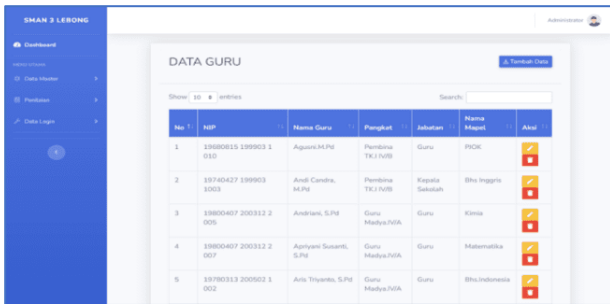 SMAN 3 LEBONG
Administrator
Dashboard
MENU UTAMA
Data Master
Penilaian
Data Login
DATA GURU
Tambah Data
Show 10 entries
Search:
No NIP Nama Guru Pangkat Jabatan Nama Mapel Aksi
1 19680815 199903 1 010 Agusni.M.Pd Pembina TK.I IV/B Guru PJOK
2 19740427 199903 1003 Andi Candra, M.Pd Pembina TK.I IV/B Kepala Sekolah Bhs Inggris
3 19800407 200312 2 005 Andriani, S.Pd Guru Madya.IV/A Guru Kimia
4 19800407 200312 2 007 Apriyani Susanti, S.Pd Guru Madya.IV/A Guru Matematika
5 19780313 200502 1 002 Aris Triyanto, S.Pd Guru Madya.IV/A Guru Bhs.Indonesia